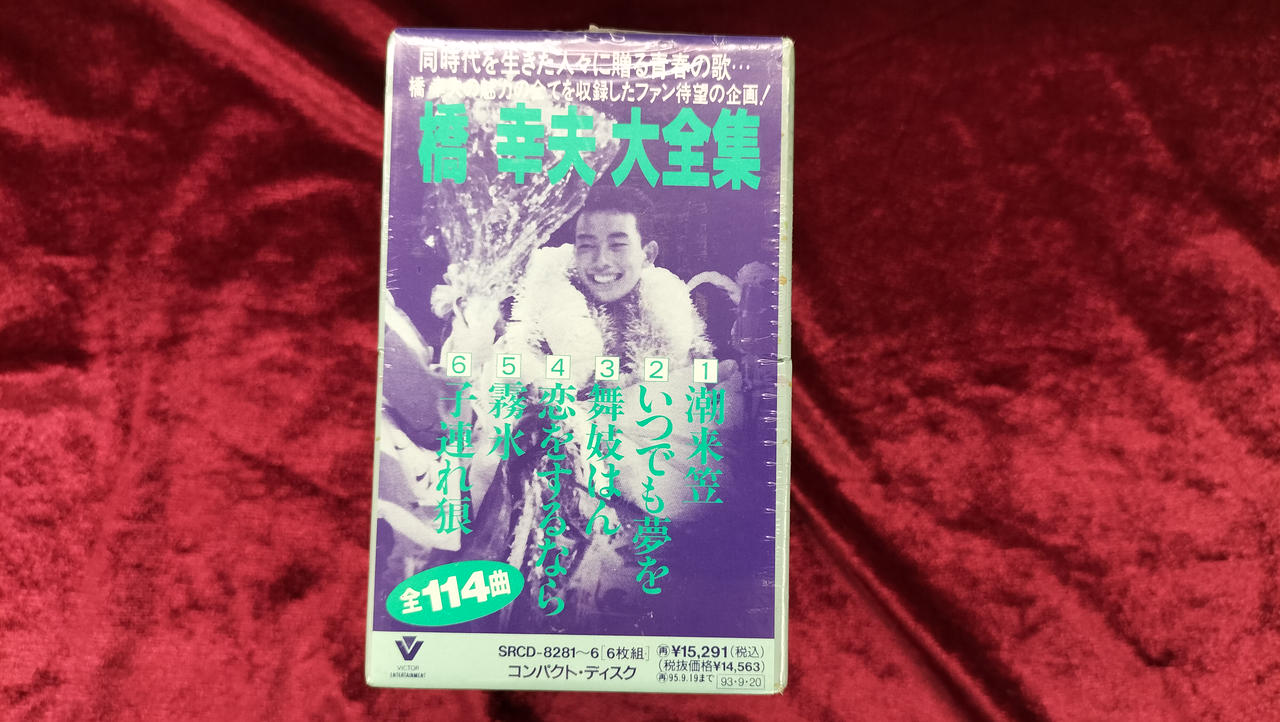 同時代を生きた人々に贈る青春の歌…
橋 幸夫の魅力の全てを収録したファン待望の企画!
橋 幸夫 大全集
1 潮来笠
2 いつでも夢を
3 舞妓はん
4 恋をするなら
5 霧氷
6 子連れ狼
全114曲
VICTOR
ENTERTAINMENT
SRCD-8281〜6[6枚組]
コンパクト・ディスク
再¥15,291(税込)
(税抜価格¥14,563)
再95.9.19まで 93・9・20